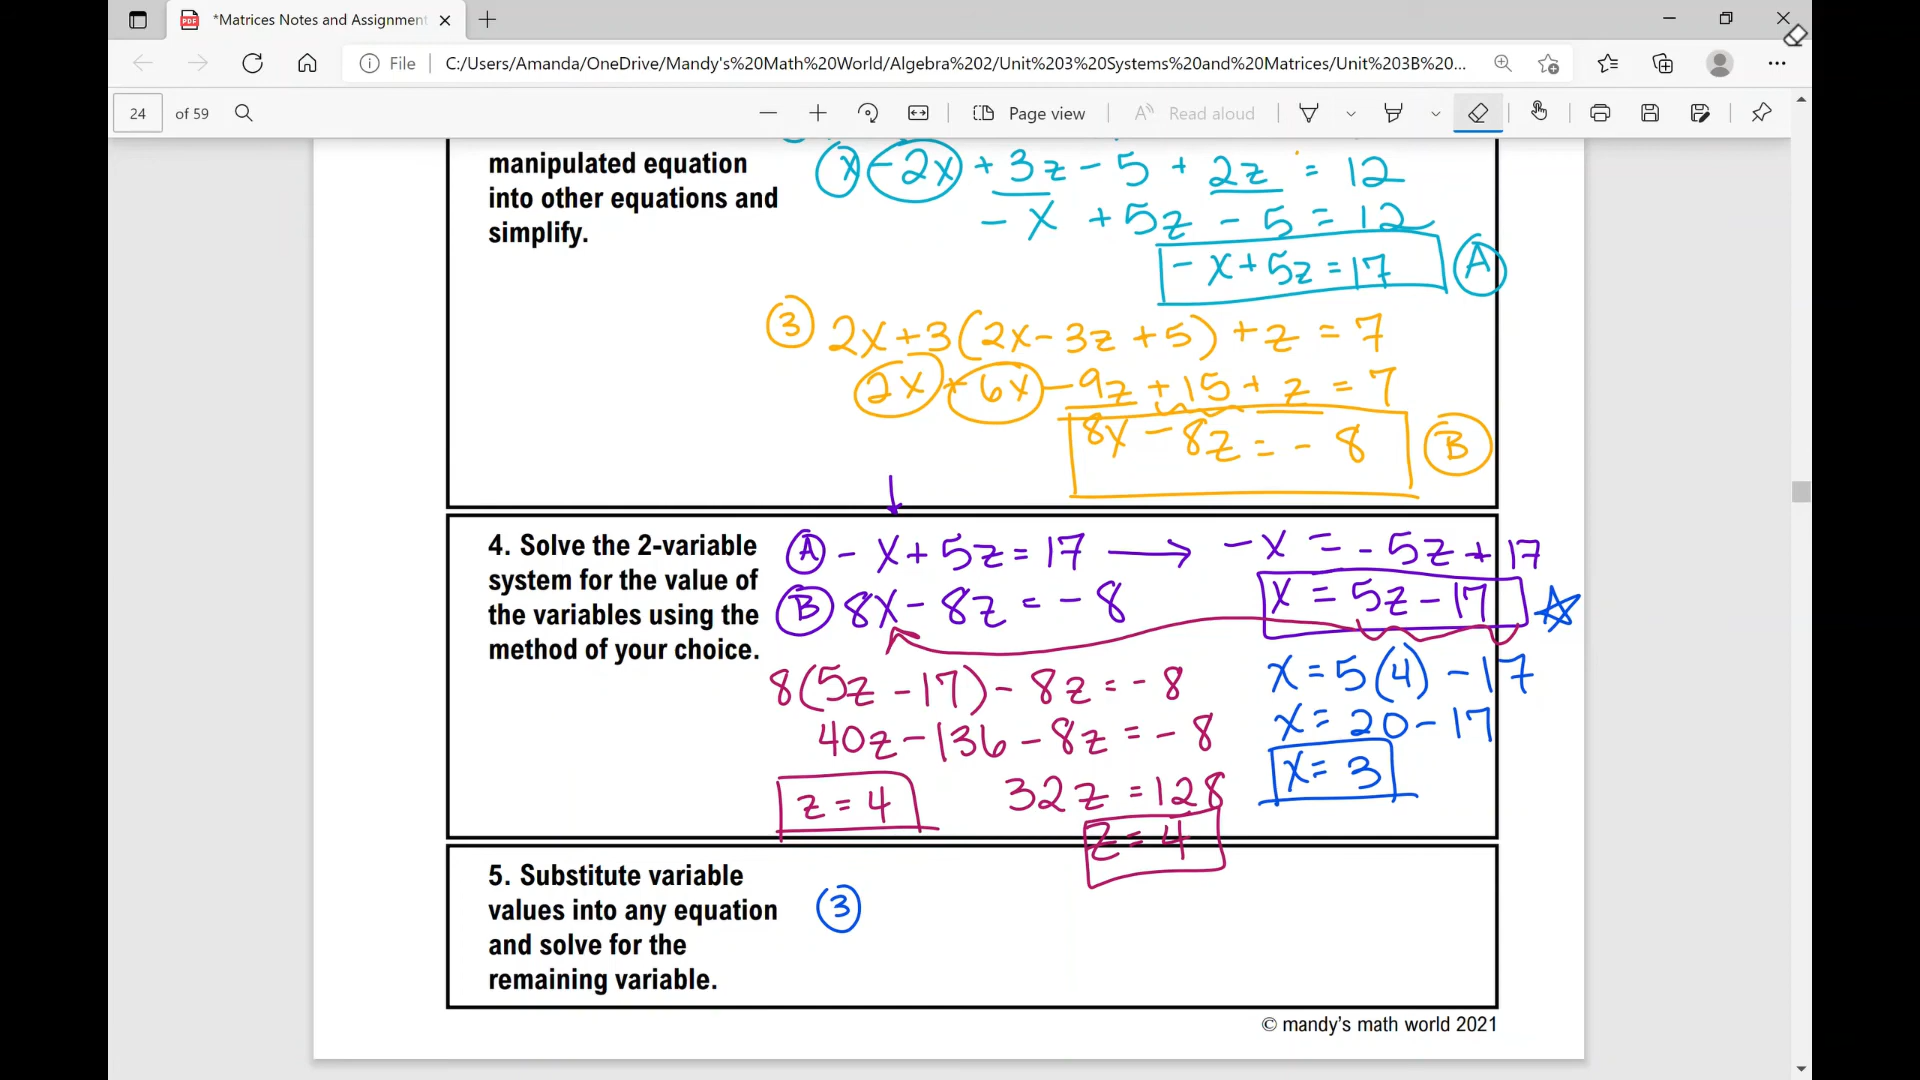 *Matrices Notes and Assignment
File C:/Users/Amanda/OneDrive/Mandy's%20Math%20World/Algebra%202/Unit%203%20Systems%20and%20Matrices/Unit%203B%20...
24 of 59 Page view Read aloud
manipulated equation
into other equations and
simplify.
x - 2x + 3z - 5 + 2z = 12
- x + 5z - 5 = 12
- x + 5z = 17 A
3 2x + 3(2x - 3z + 5) + z = 7
2x + 6x - 9z + 15 + z = 7
8x - 8z = - 8 B
4. Solve the 2-variable
system for the value of
the variables using the
method of your choice.
A - x + 5z = 17 → - x = - 5z + 17
B 8x - 8z = - 8 x = 5z - 17
8(5z - 17) - 8z = - 8
40z - 136 - 8z = - 8
32z = 128
z = 4
z = 4
x = 5(4) - 17
x = 20 - 17
x = 3
5. Substitute variable
values into any equation
and solve for the
remaining variable.
3
© mandy's math world 2021